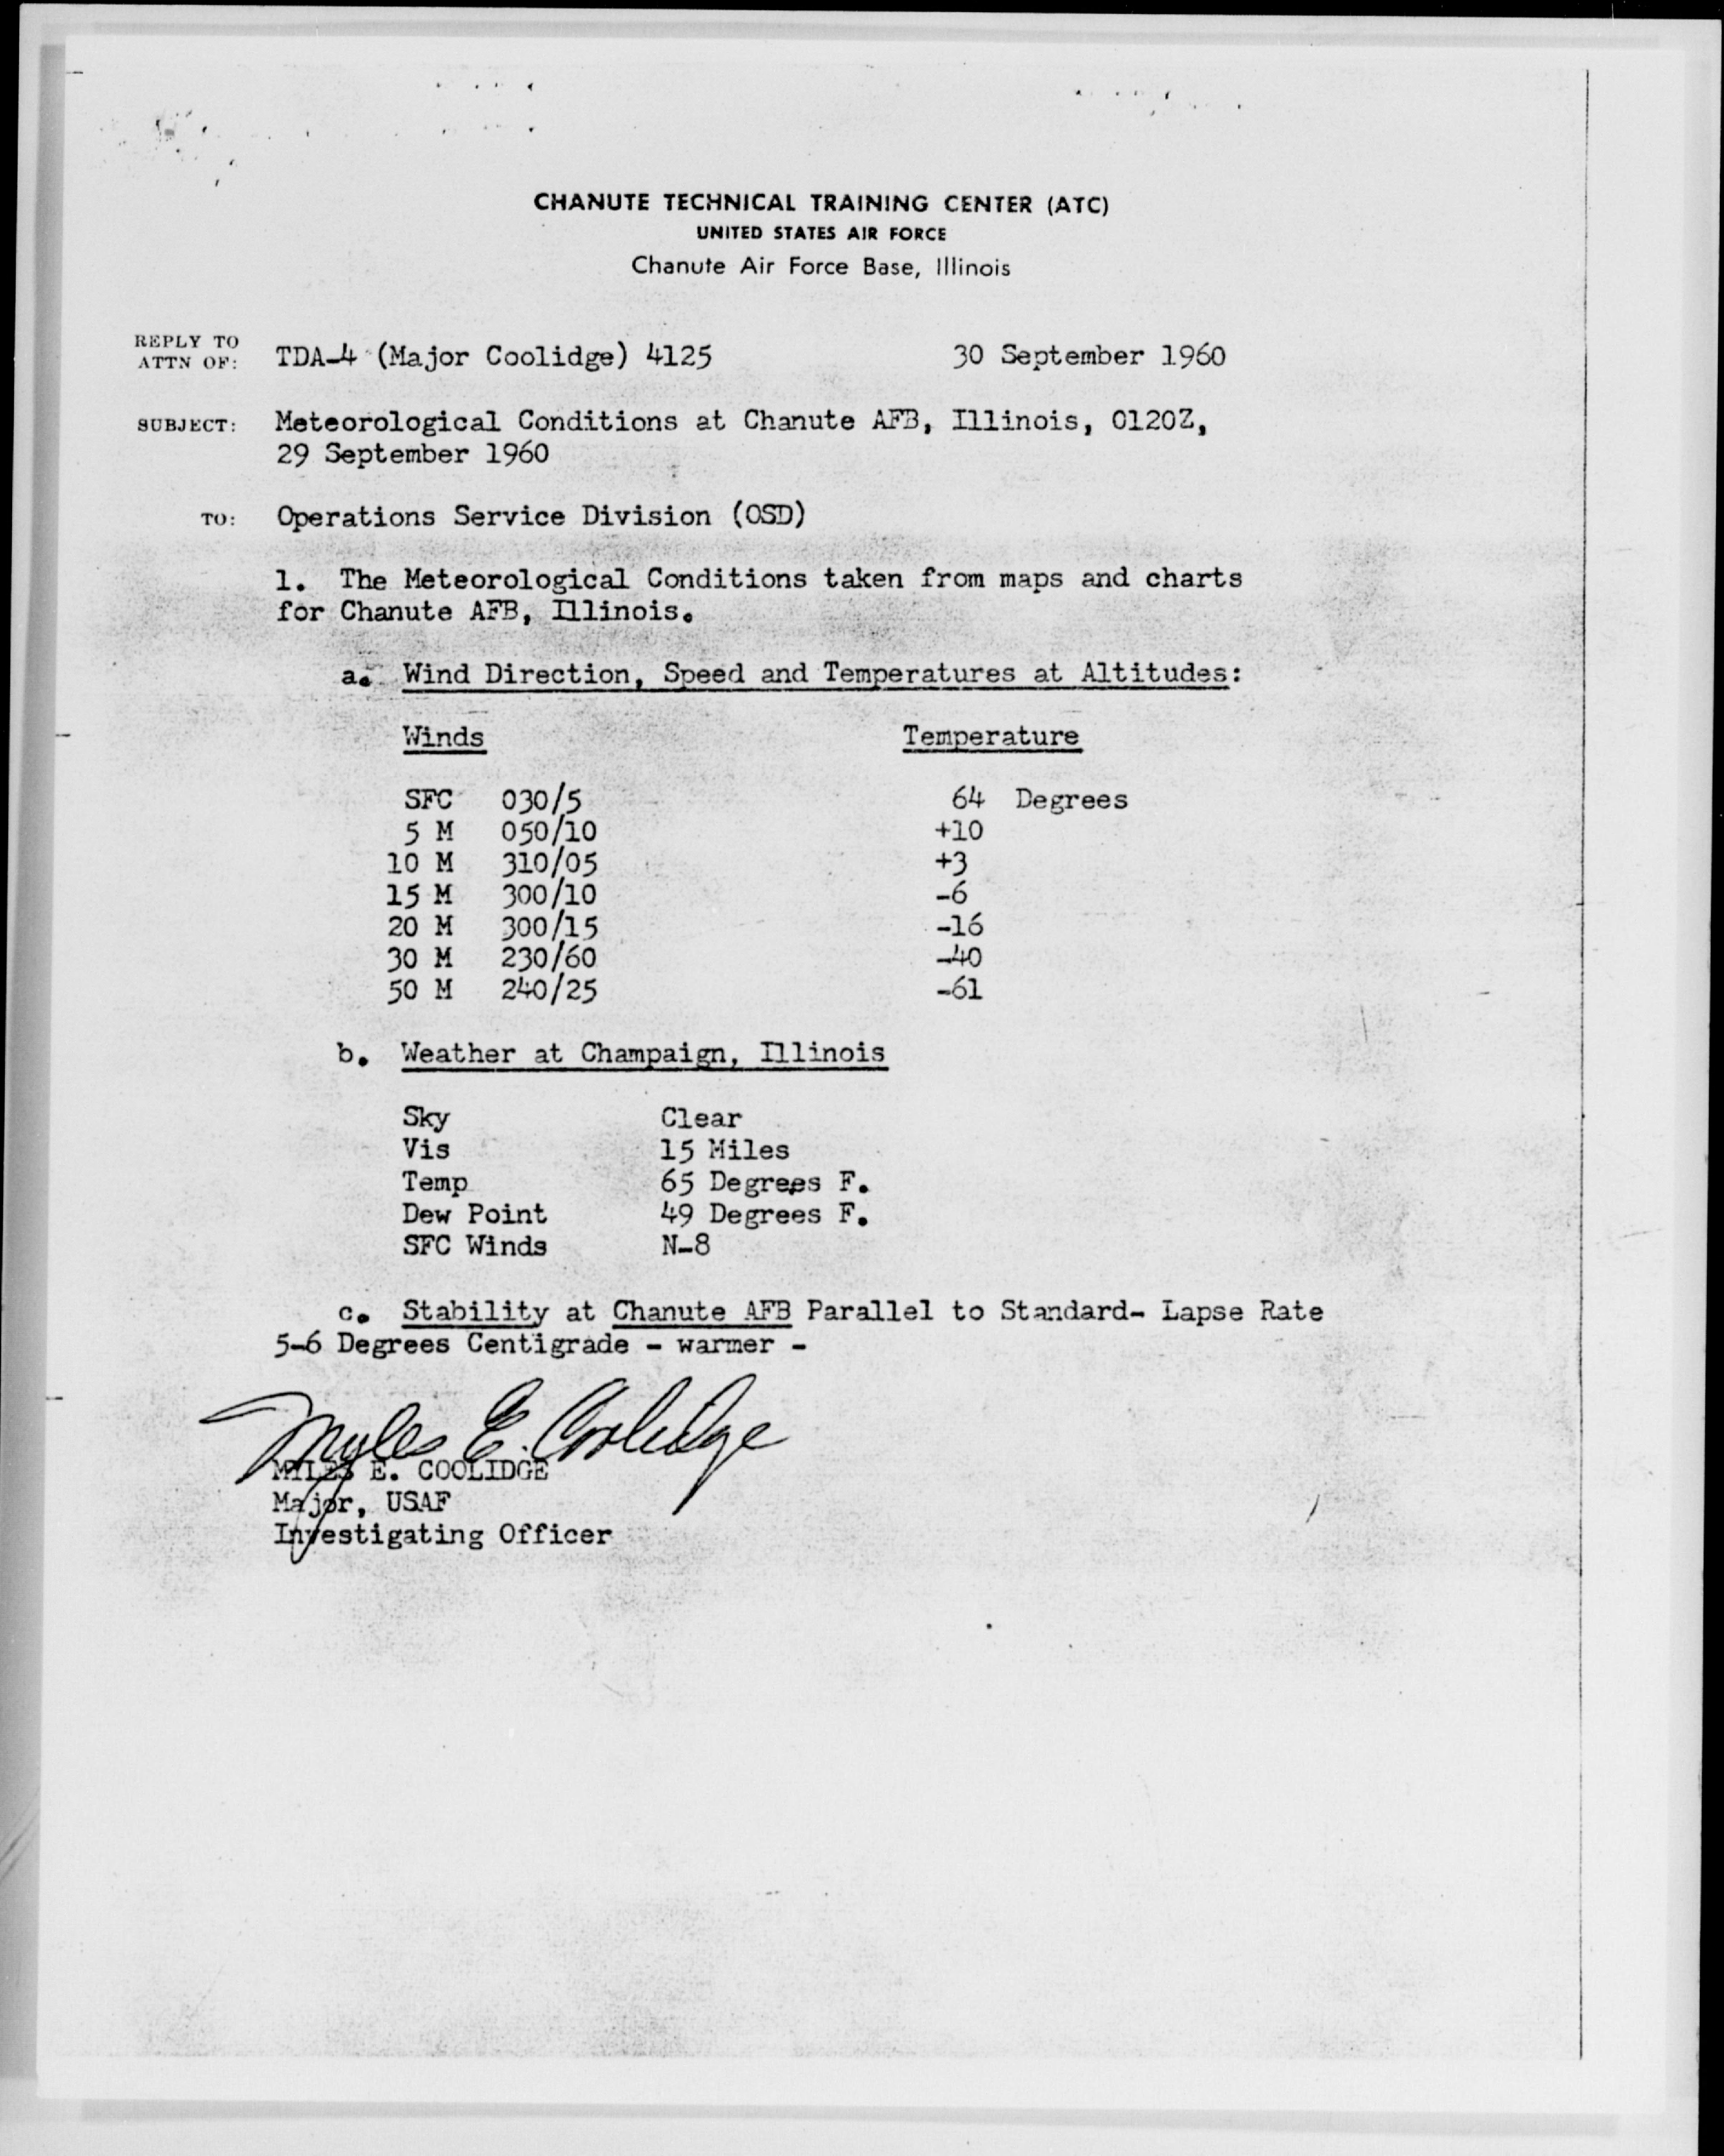 CHANUTE TECHNICAL TRAINING CENTER (ATC)
UNITED STATES AIR FORCE
Chanute Air Force Base, Illinois
REPLY TO
ATTN OF: TDA-4 (Major Coolidge) 4125 30 September 1960
SUBJECT: Meteorological Conditions at Chanute AFB, Illinois, 0120Z,
29 September 1960
TO: Operations Service Division (OSD)
1. The Meteorological Conditions taken from maps and charts
for Chanute AFB, Illinois.
a. Wind Direction, Speed and Temperatures at Altitudes:
Winds Temperature
SFC 030/5 64 Degrees
5 M 050/10 +10
10 M 310/05 +3
15 M 300/10 -6
20 M 300/15 -16
30 M 230/60 -40
50 M 240/25 -61
b. Weather at Champaign, Illinois
Sky Clear
Vis 15 Miles
Temp 65 Degrees F.
Dew Point 49 Degrees F.
SFC Winds N-8
c. Stability at Chanute AFB Parallel to Standard- Lapse Rate
5-6 Degrees Centigrade - warmer -
Myles E. Coolidge
MILES E. COOLIDGE
Major, USAF
Investigating Officer